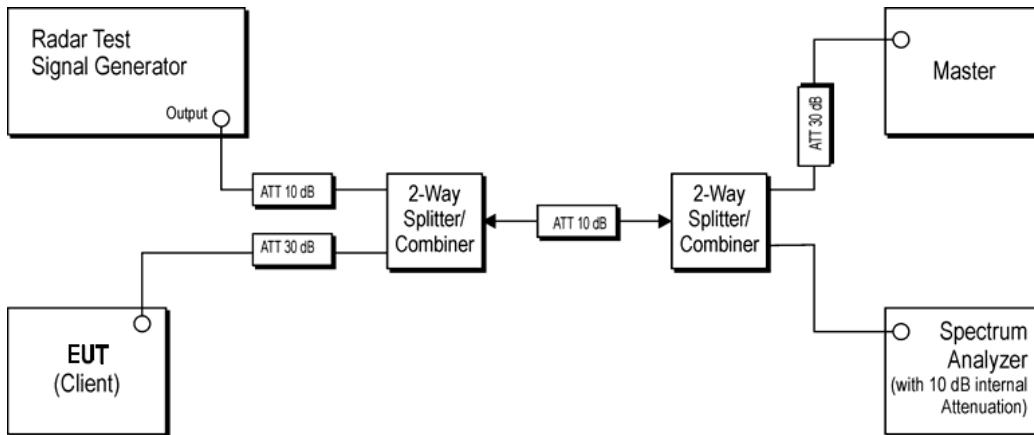 Radar Test
Signal Generator
Output
ATT 10 dB
ATT 30 dB
EUT
(Client)
2-Way
Splitter/
Combiner
ATT 10 dB
2-Way
Splitter/
Combiner
ATT 30 dB
Master
Spectrum
Analyzer
(with 10 dB internal
Attenuation)